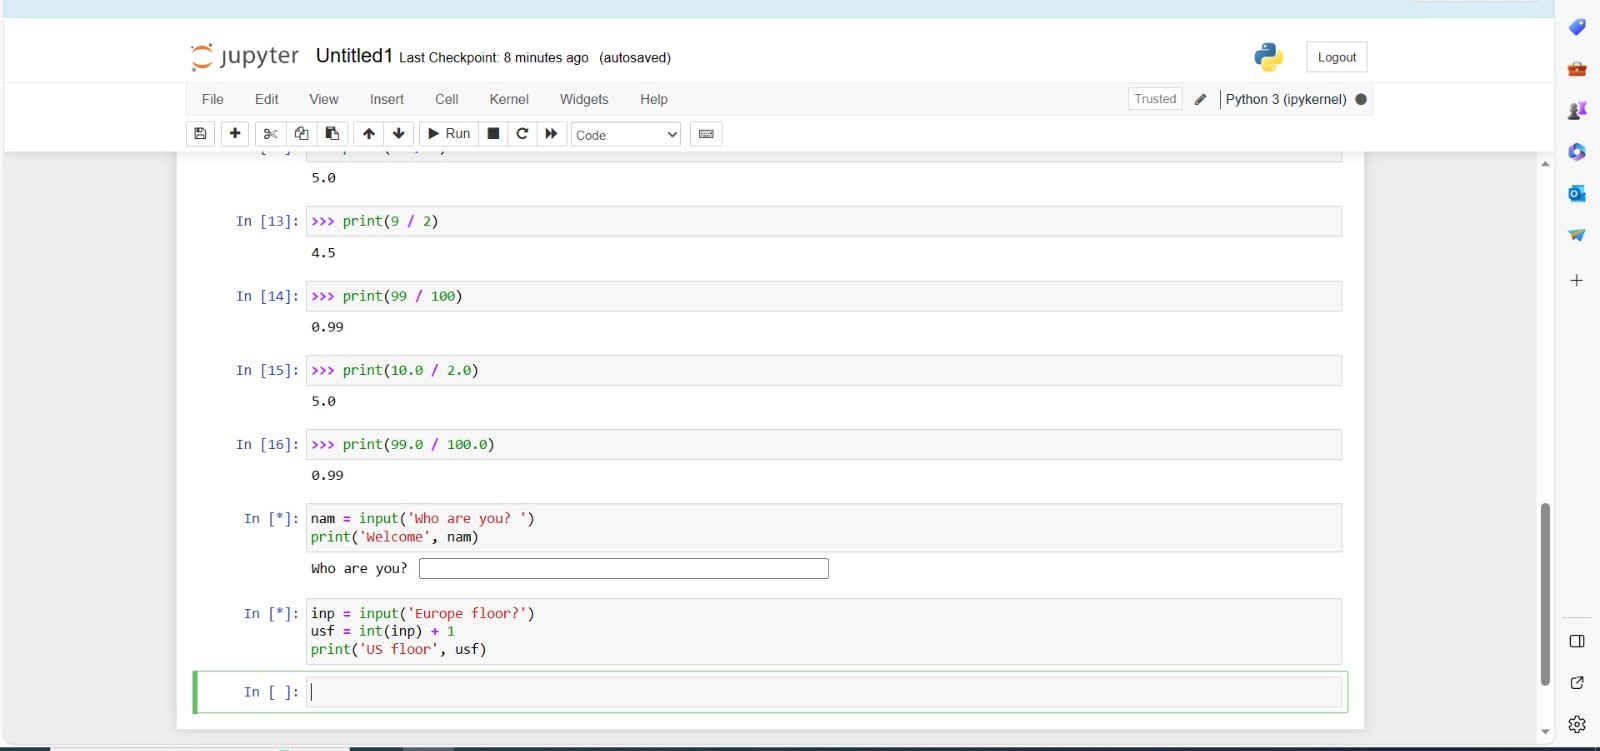 jupyter Untitled1 Last Checkpoint: 8 minutes ago (autosaved)
Logout
File Edit View Insert Cell Kernel Widgets Help
Trusted
Python 3 (ipykernel)
Run
Code
5.0
In [13]: >>> print(9 / 2)
4.5
In [14]: >>> print(99 / 100)
0.99
In [15]: >>> print(10.0 / 2.0)
5.0
In [16]: >>> print(99.0 / 100.0)
0.99
In [*]: nam = input('Who are you? ')
print('Welcome', nam)
Who are you?
In [*]: inp = input('Europe floor?')
usf = int(inp) + 1
print('US floor', usf)
In [ ]: